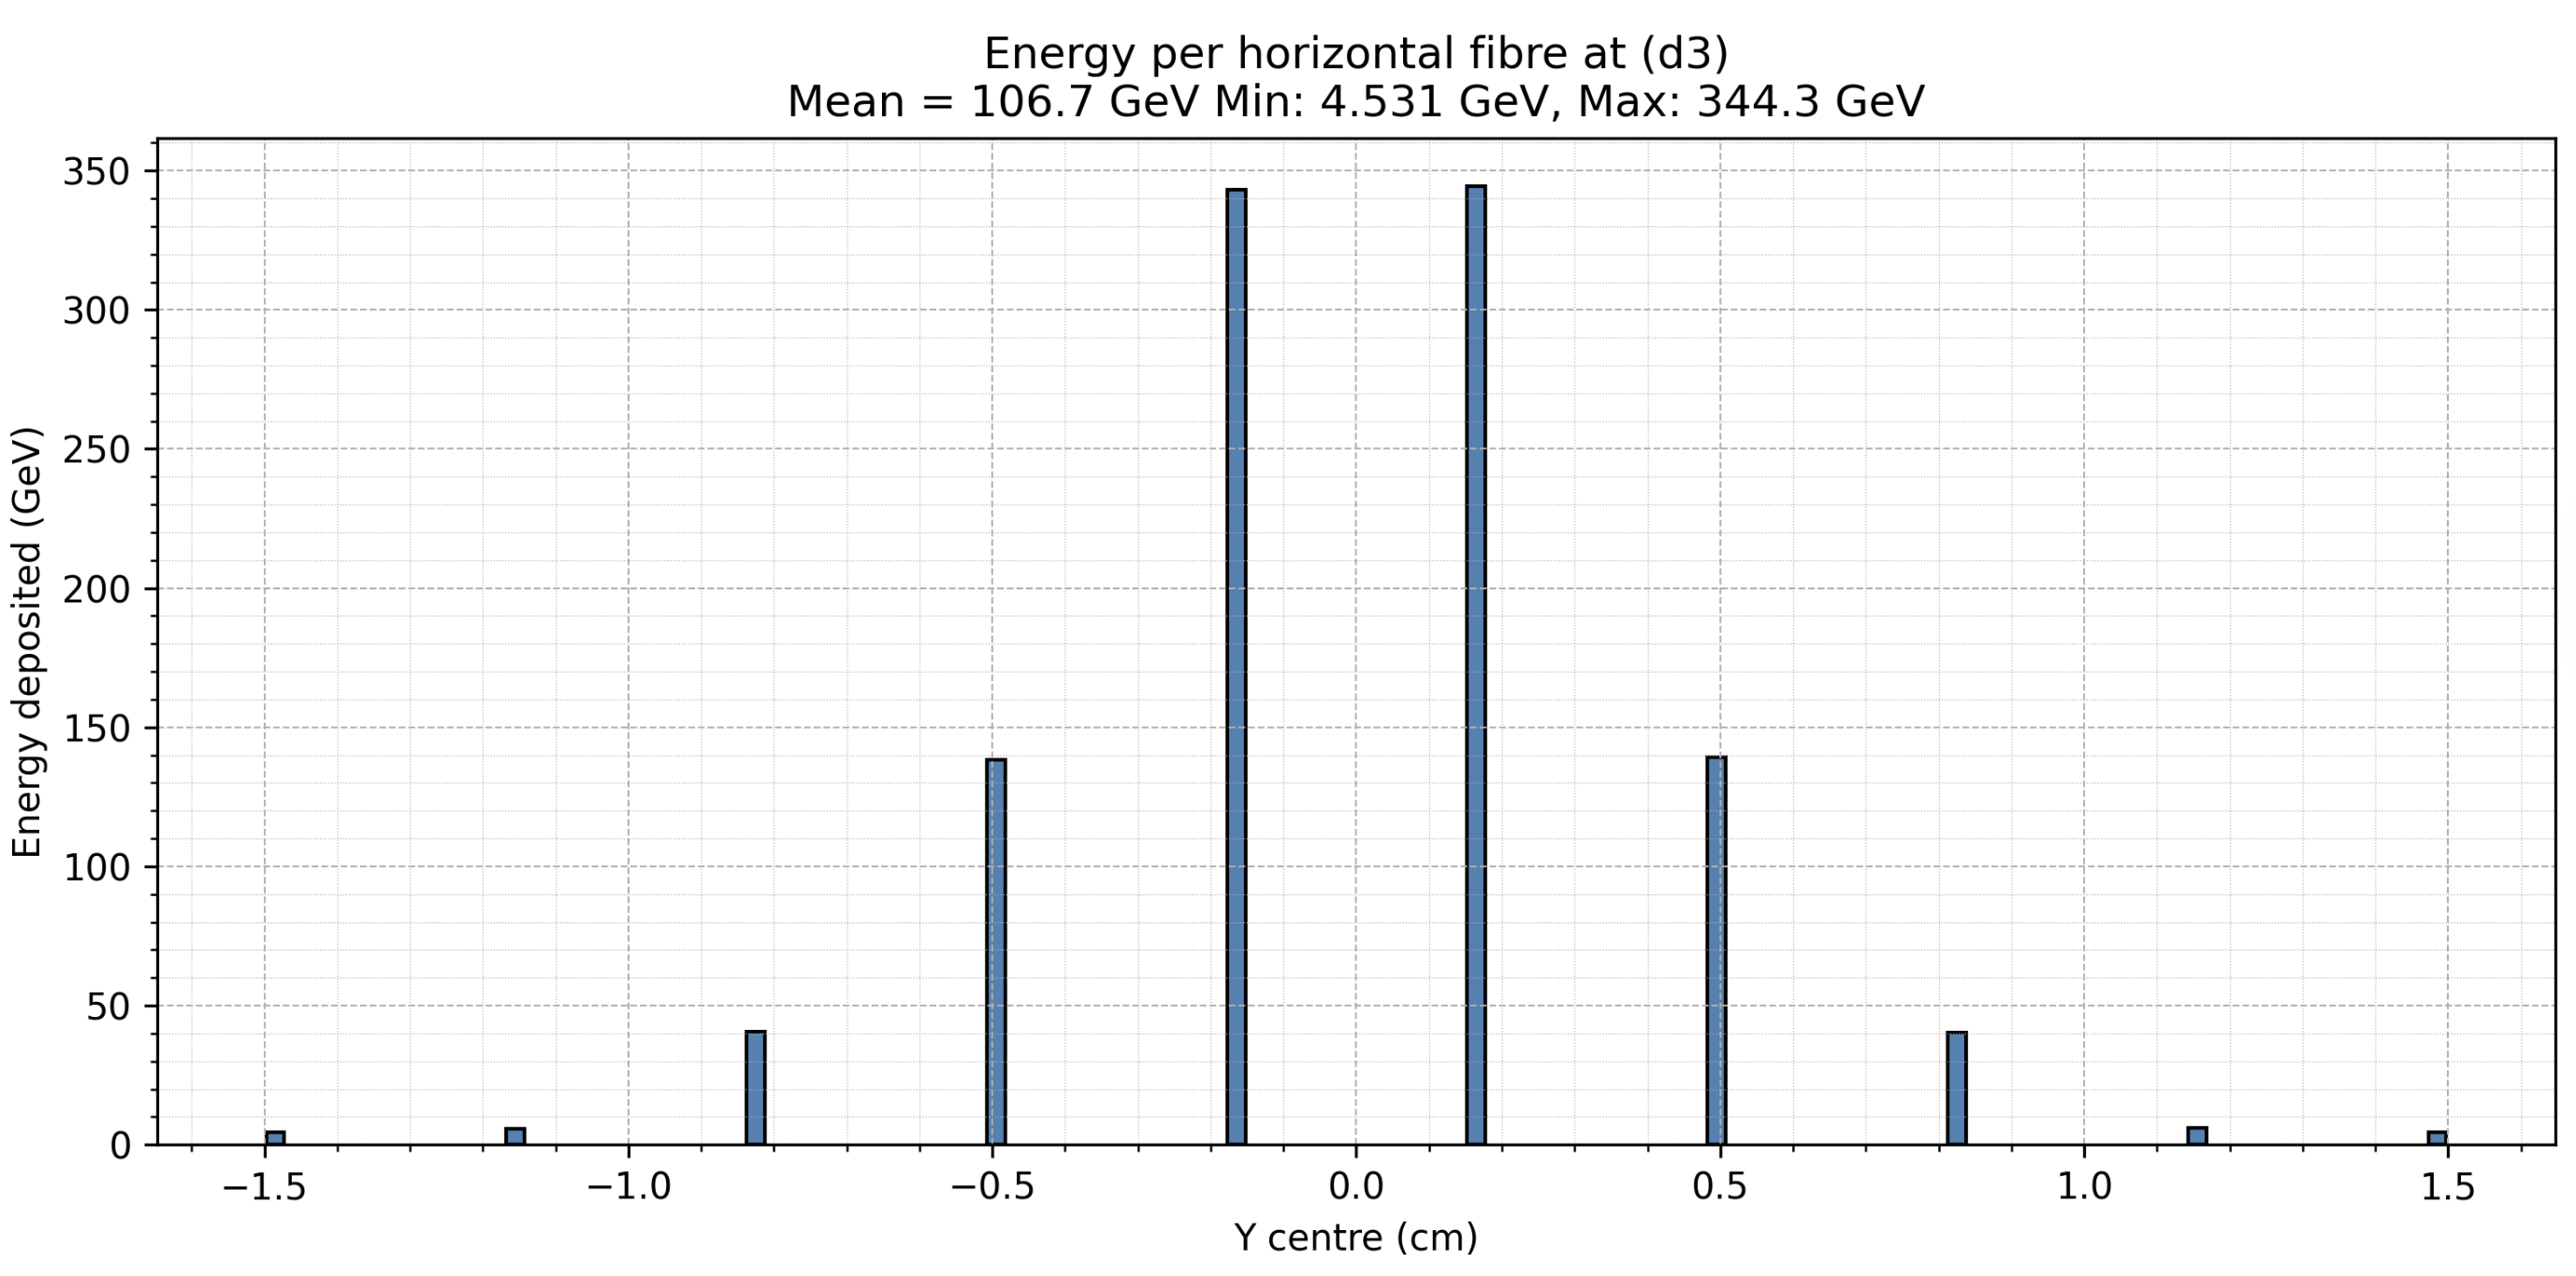 Energy per horizontal fibre at (d3)
Mean = 106.7 GeV Min: 4.531 GeV, Max: 344.3 GeV
Energy deposited (GeV)
350
300
250
200
150
100
50
0
−1.5 −1.0 −0.5 0.0 0.5 1.0 1.5
Y centre (cm)